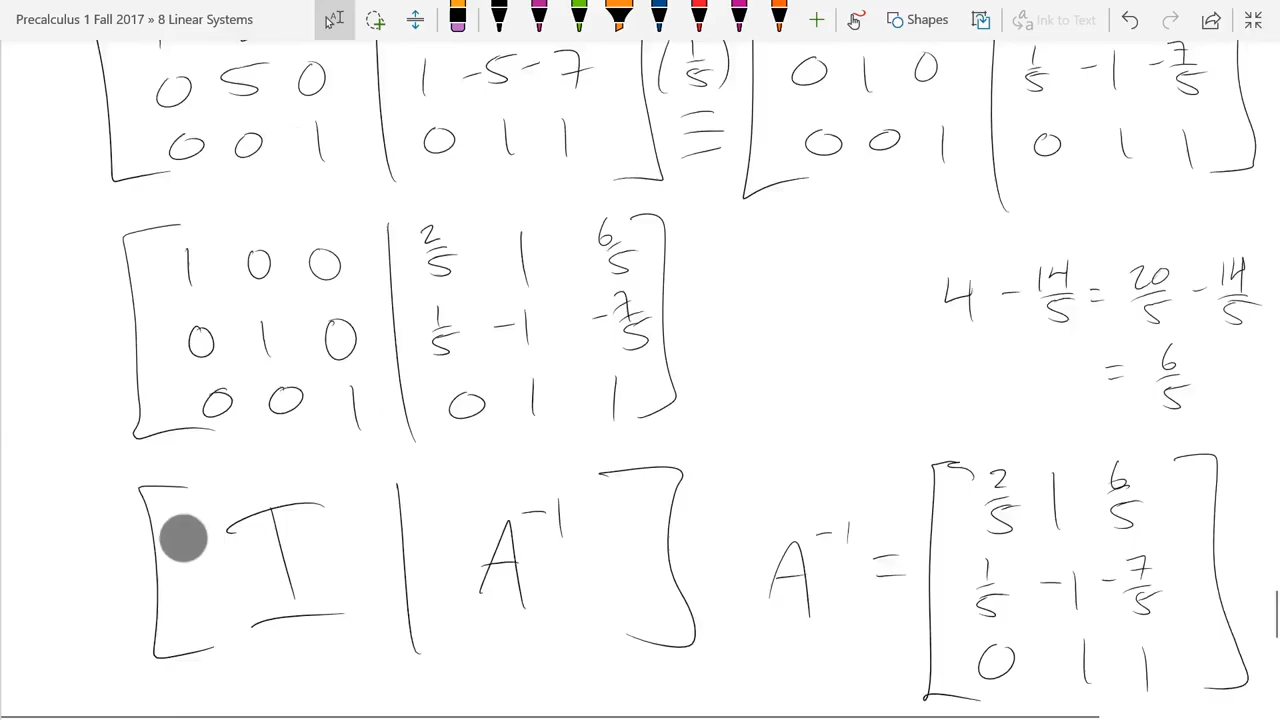 Precalculus 1 Fall 2017 » 8 Linear Systems Shapes Ink to Text
0 5 0 | 1 -5 -7 (1/5) 0 1 0 | 1/5 -1 -7/5
0 0 1 | 0 1 1 ≡ 0 0 1 | 0 1 1
1 0 0 | 2/5 1 6/5
0 1 0 | 1/5 -1 -7/5
0 0 1 | 0 1 1
4 - 14/5 = 20/5 - 14/5
= 6/5
[ I | A⁻¹ ]
A⁻¹ = [ 2/5 1 6/5
1/5 -1 -7/5
0 1 1 ]